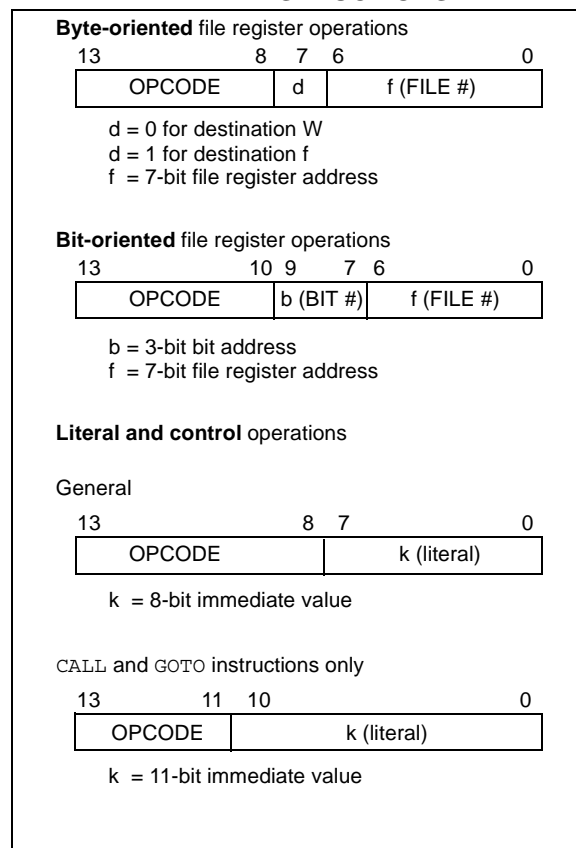 Byte-oriented file register operations
13 8 7 6 0
OPCODE d f (FILE #)
d = 0 for destination W
d = 1 for destination f
f = 7-bit file register address
Bit-oriented file register operations
13 10 9 7 6 0
OPCODE b (BIT #) f (FILE #)
b = 3-bit bit address
f = 7-bit file register address
Literal and control operations
General
13 8 7 0
OPCODE k (literal)
k = 8-bit immediate value
CALL and GOTO instructions only
13 11 10 0
OPCODE k (literal)
k = 11-bit immediate value